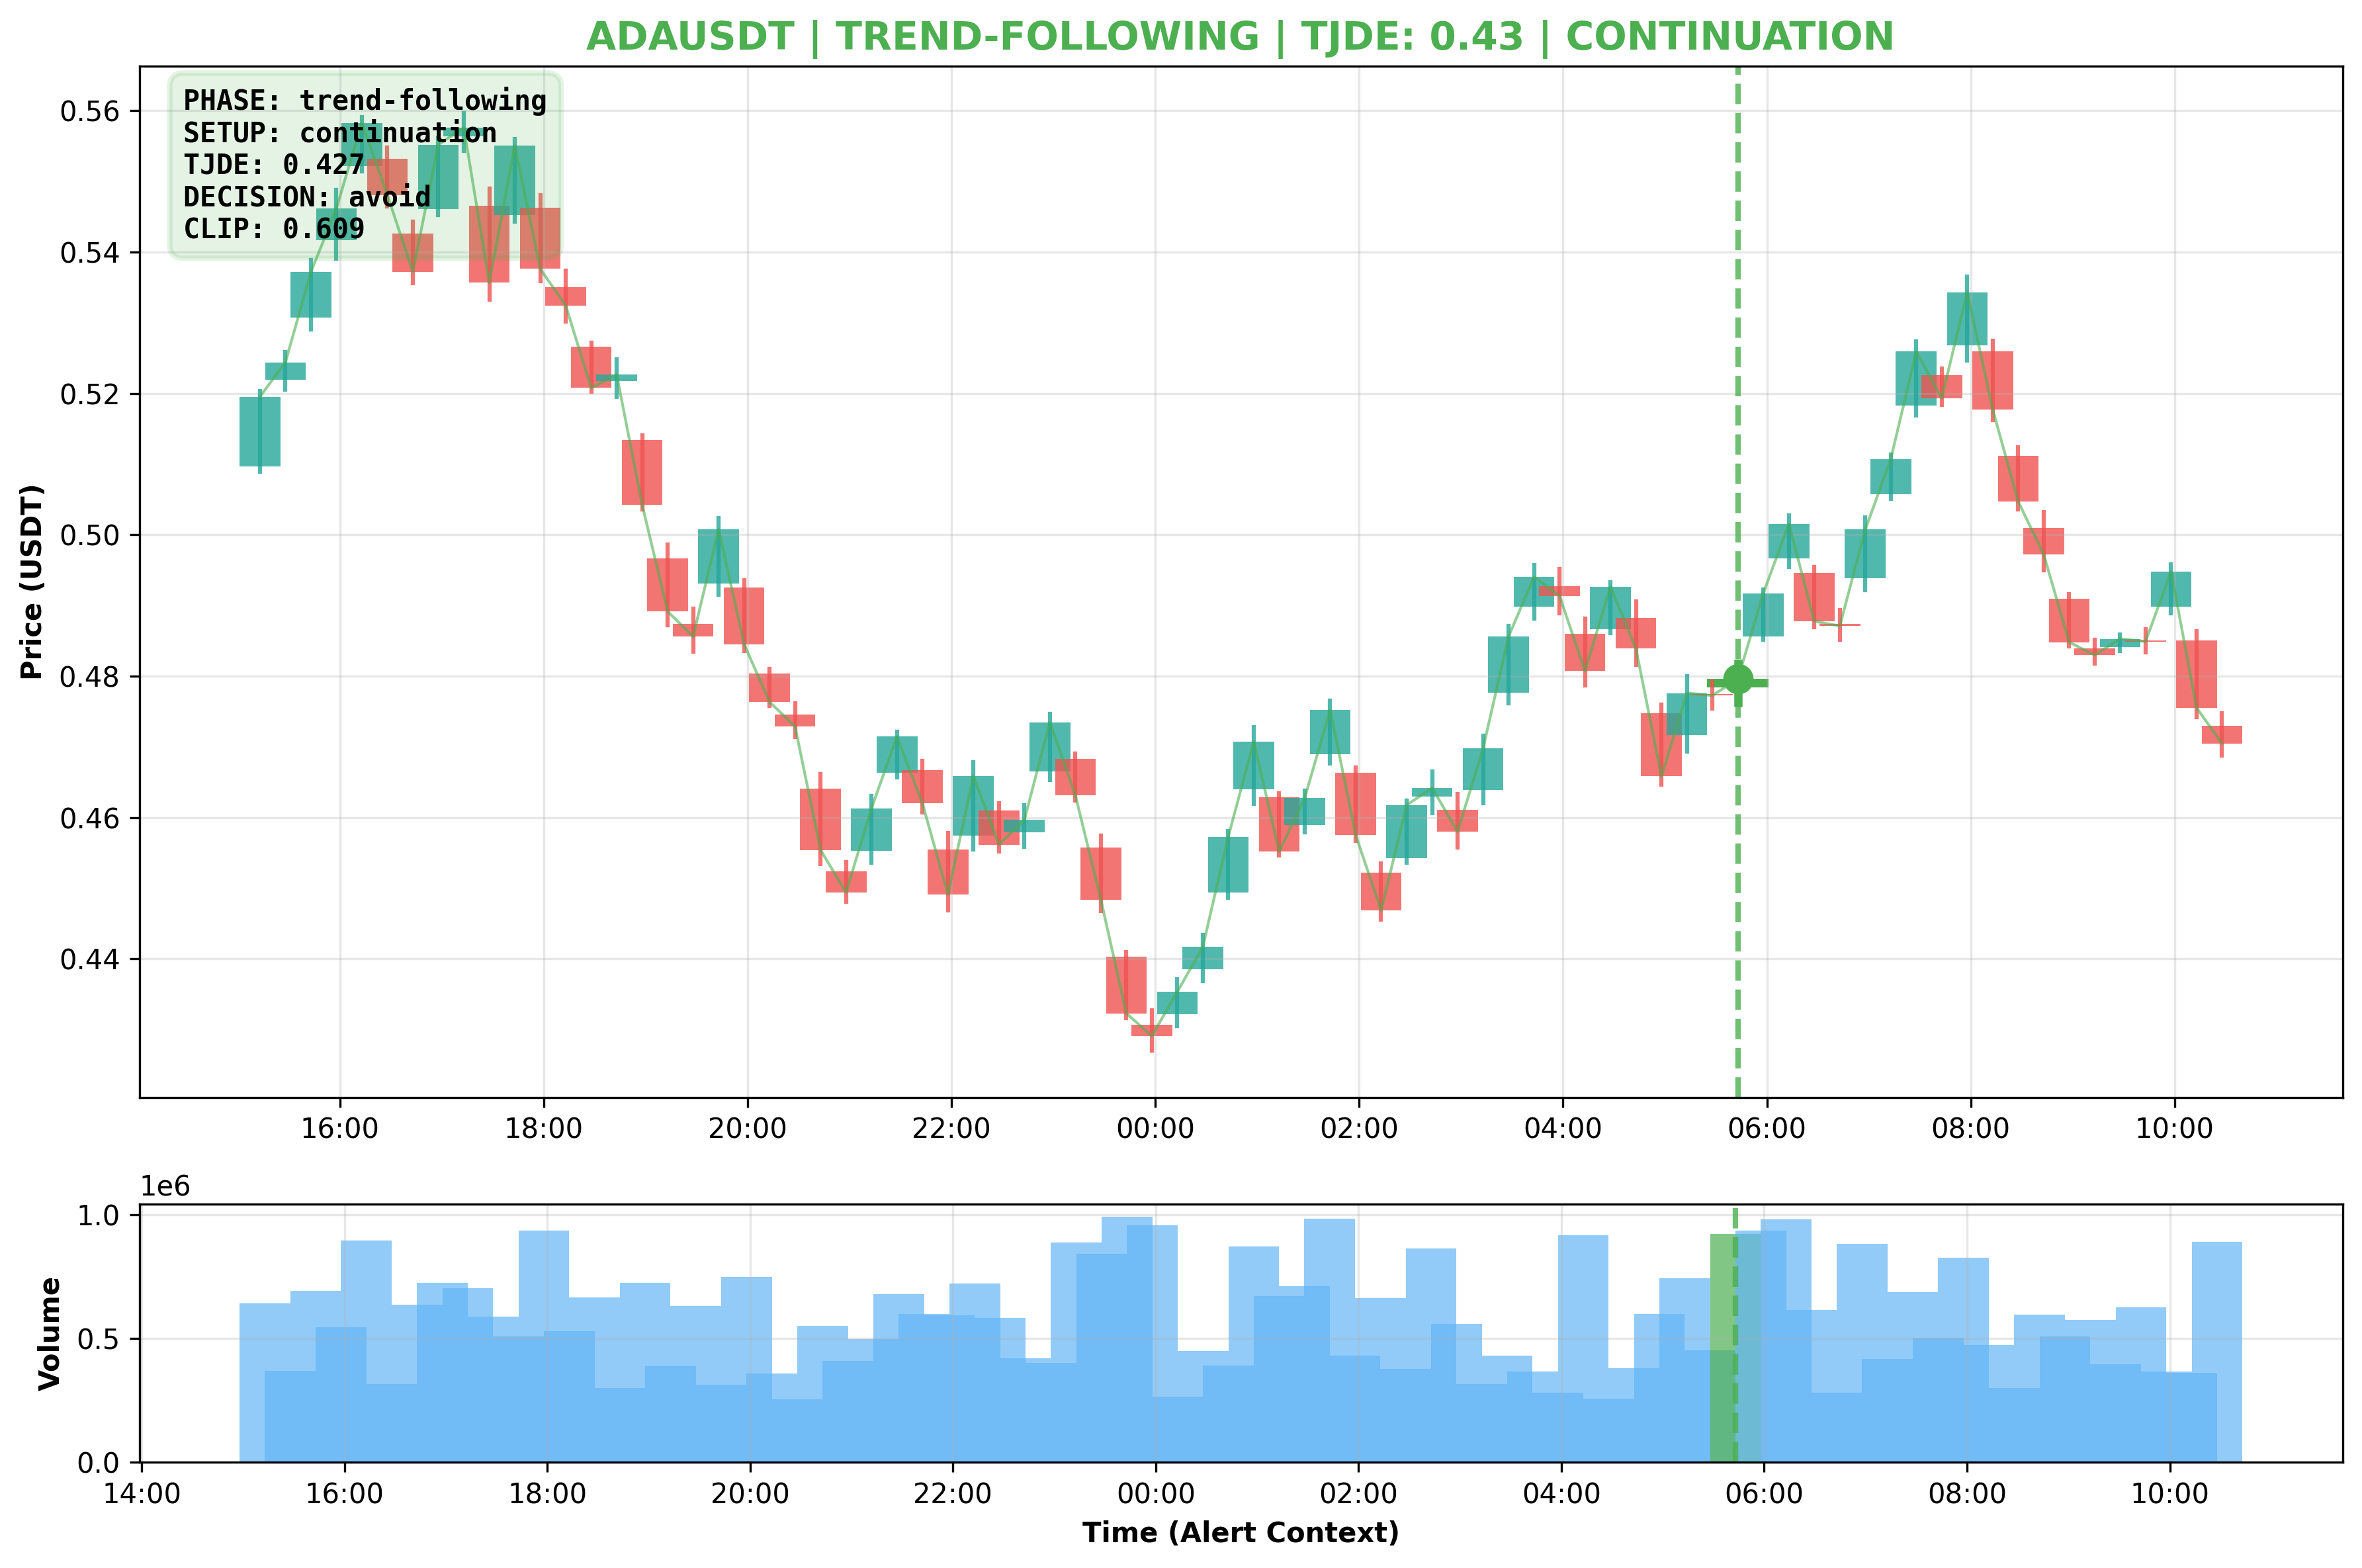 ADAUSDT | TREND-FOLLOWING | TJDE: 0.43 | CONTINUATION
PHASE: trend-following
SETUP: continuation
TJDE: 0.427
DECISION: avoid
CLIP: 0.609
Price (USDT)
0.56
0.54
0.52
0.50
0.48
0.46
0.44
16:00 18:00 20:00 22:00 00:00 02:00 04:00 06:00 08:00 10:00
1e6
Volume
1.0
0.5
0.0
14:00 16:00 18:00 20:00 22:00 00:00 02:00 04:00 06:00 08:00 10:00
Time (Alert Context)